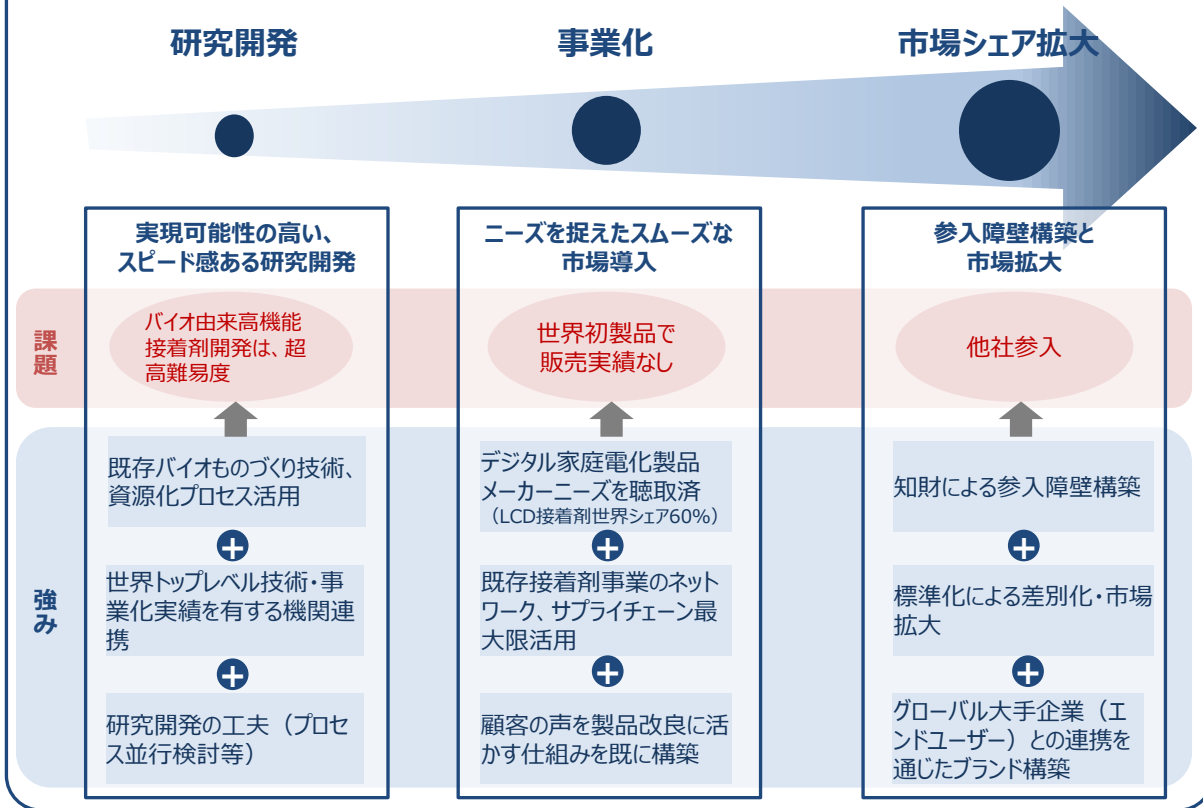 研究開発
事業化
市場シェア拡大
実現可能性の高い、
スピード感ある研究開発
ニーズを捉えたスムーズな
市場導入
参入障壁構築と
市場拡大
課題
バイオ由来高機能
接着剤開発は、超
高難易度
世界初製品で
販売実績なし
他社参入
強み
既存バイオものづくり技術、
資源化プロセス活用
+
世界トップレベル技術・事
業化実績を有する機関連
携
+
研究開発の工夫（プロセ
ス並行検討等）
デジタル家庭電化製品
メーカーニーズを聴取済
（LCD接着剤世界シェア60%）
+
既存接着剤事業のネット
ワーク、サプライチェーン最
大限活用
+
顧客の声を製品改良に活
かす仕組みを既に構築
知財による参入障壁構築
+
標準化による差別化・市場
拡大
+
グローバル大手企業（エ
ンドユーザー）との連携を
通じたブランド構築